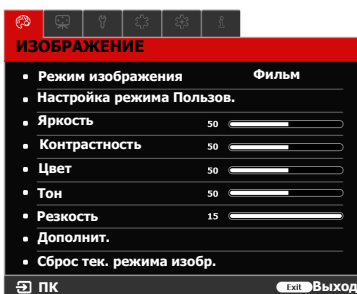 ИЗОБРАЖЕНИЕ
Режим изображения Фильм
Настройка режима Пользов.
Яркость 50
Контрастность 50
Цвет 50
Тон 50
Резкость 15
Дополнит.
Сброс тек. режима изобр.
ПК Exit Выход